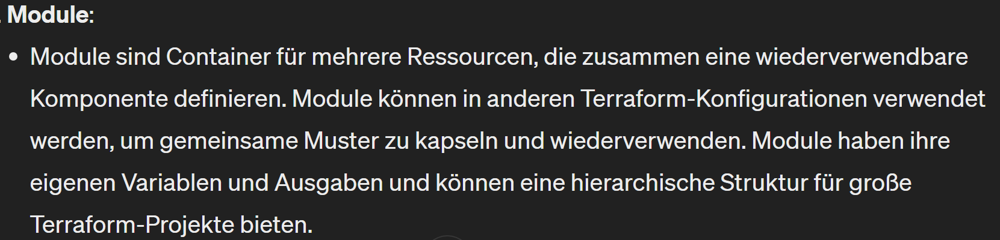 . Module:
• Module sind Container für mehrere Ressourcen, die zusammen eine wiederverwendbare
Komponente definieren. Module können in anderen Terraform-Konfigurationen verwendet
werden, um gemeinsame Muster zu kapseln und wiederverwenden. Module haben ihre
eigenen Variablen und Ausgaben und können eine hierarchische Struktur für große
Terraform-Projekte bieten.